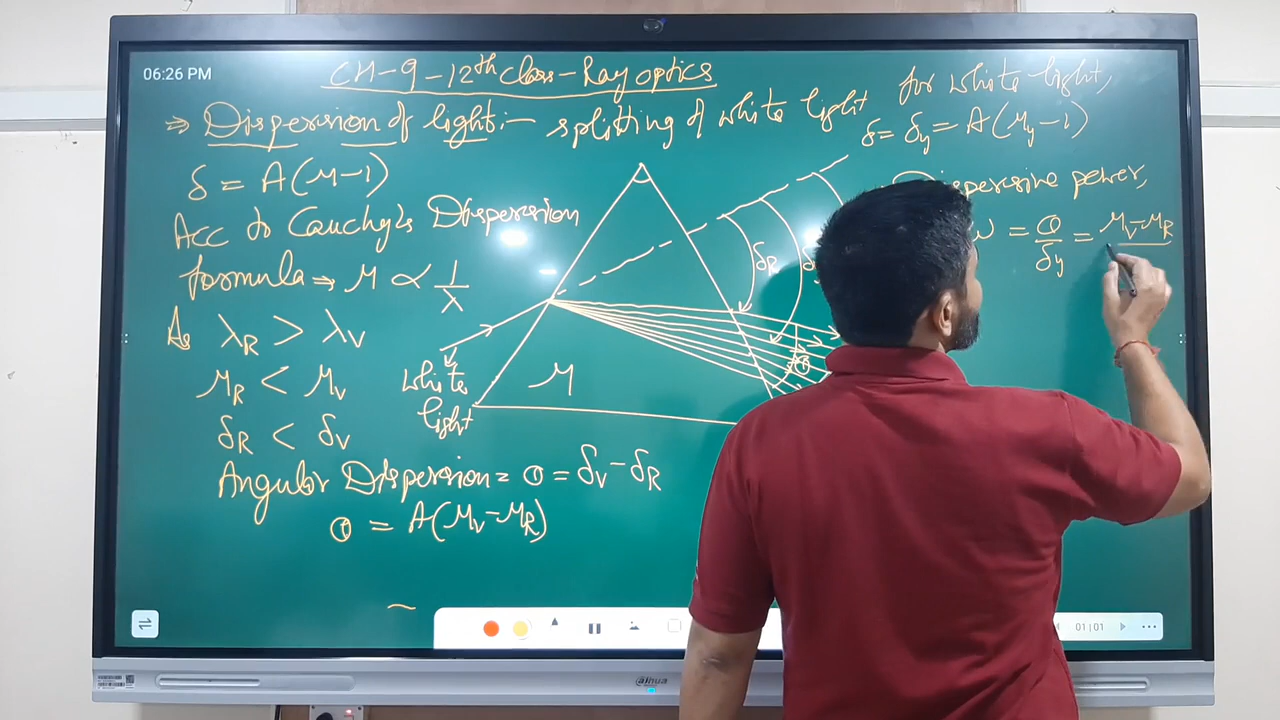 06:26 PM
CH-9-12th Class-Ray optics
⇒ Dispersion of light:- splitting of white light
for white light,
δ = δy = A(μy-1)
δ = A(μ-1)
Dispersive power,
ω = θ/δy = μV-μR
Acc to Cauchy's Dispersion
formula ⇒ μ ∝ 1/λ
As λR > λV
μR < μV
δR < δV
δR
δ
θ
white
light
μ
Angular Dispersion = θ = δV - δR
θ = A(μV-μR)
01|01
alhua